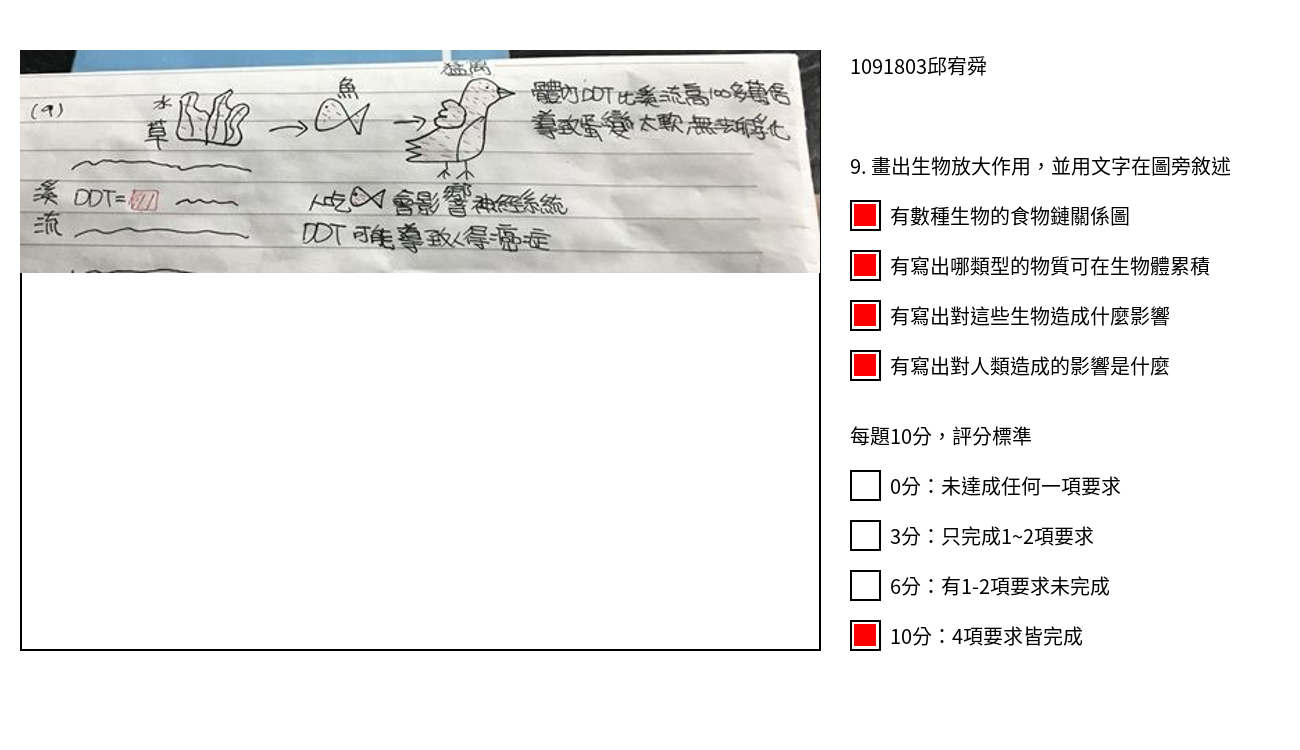 (9)
水草
魚
猛禽
體內DDT比溪流高100多萬倍
導致蛋變太軟,無法孵化
溪流
DDT=
人吃
會影響神經系統
DDT可能導致人得癌症
1091803邱宥舜
9. 畫出生物放大作用，並用文字在圖旁敘述
有數種生物的食物鏈關係圖
有寫出哪類型的物質可在生物體累積
有寫出對這些生物造成什麼影響
有寫出對人類造成的影響是什麼
每題10分，評分標準
0分：未達成任何一項要求
3分：只完成1~2項要求
6分：有1-2項要求未完成
10分：4項要求皆完成